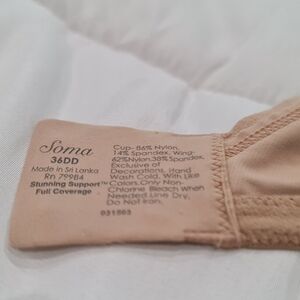 Soma
36DD
Made in Sri Lanka
Rn 79984
Stunning Support™
Full Coverage
Cup- 86% Nylon,
14% Spandex, Wing-
62%Nylon,38%Spandex,
Exclusive of
Decorations, Hand
Wash Cold, With Like
Colors.Only Non-
Chlorine Bleach When
Needed.Line Dry,
Do Not Iron.
031803